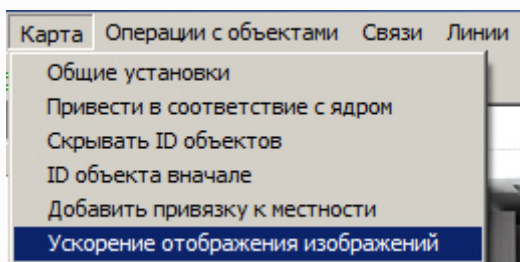 Карта Операции с объектами Связи Линии
Общие установки
Привести в соответствие с ядром
Скрывать ID объектов
ID объекта вначале
Добавить привязку к местности
Ускорение отображения изображений